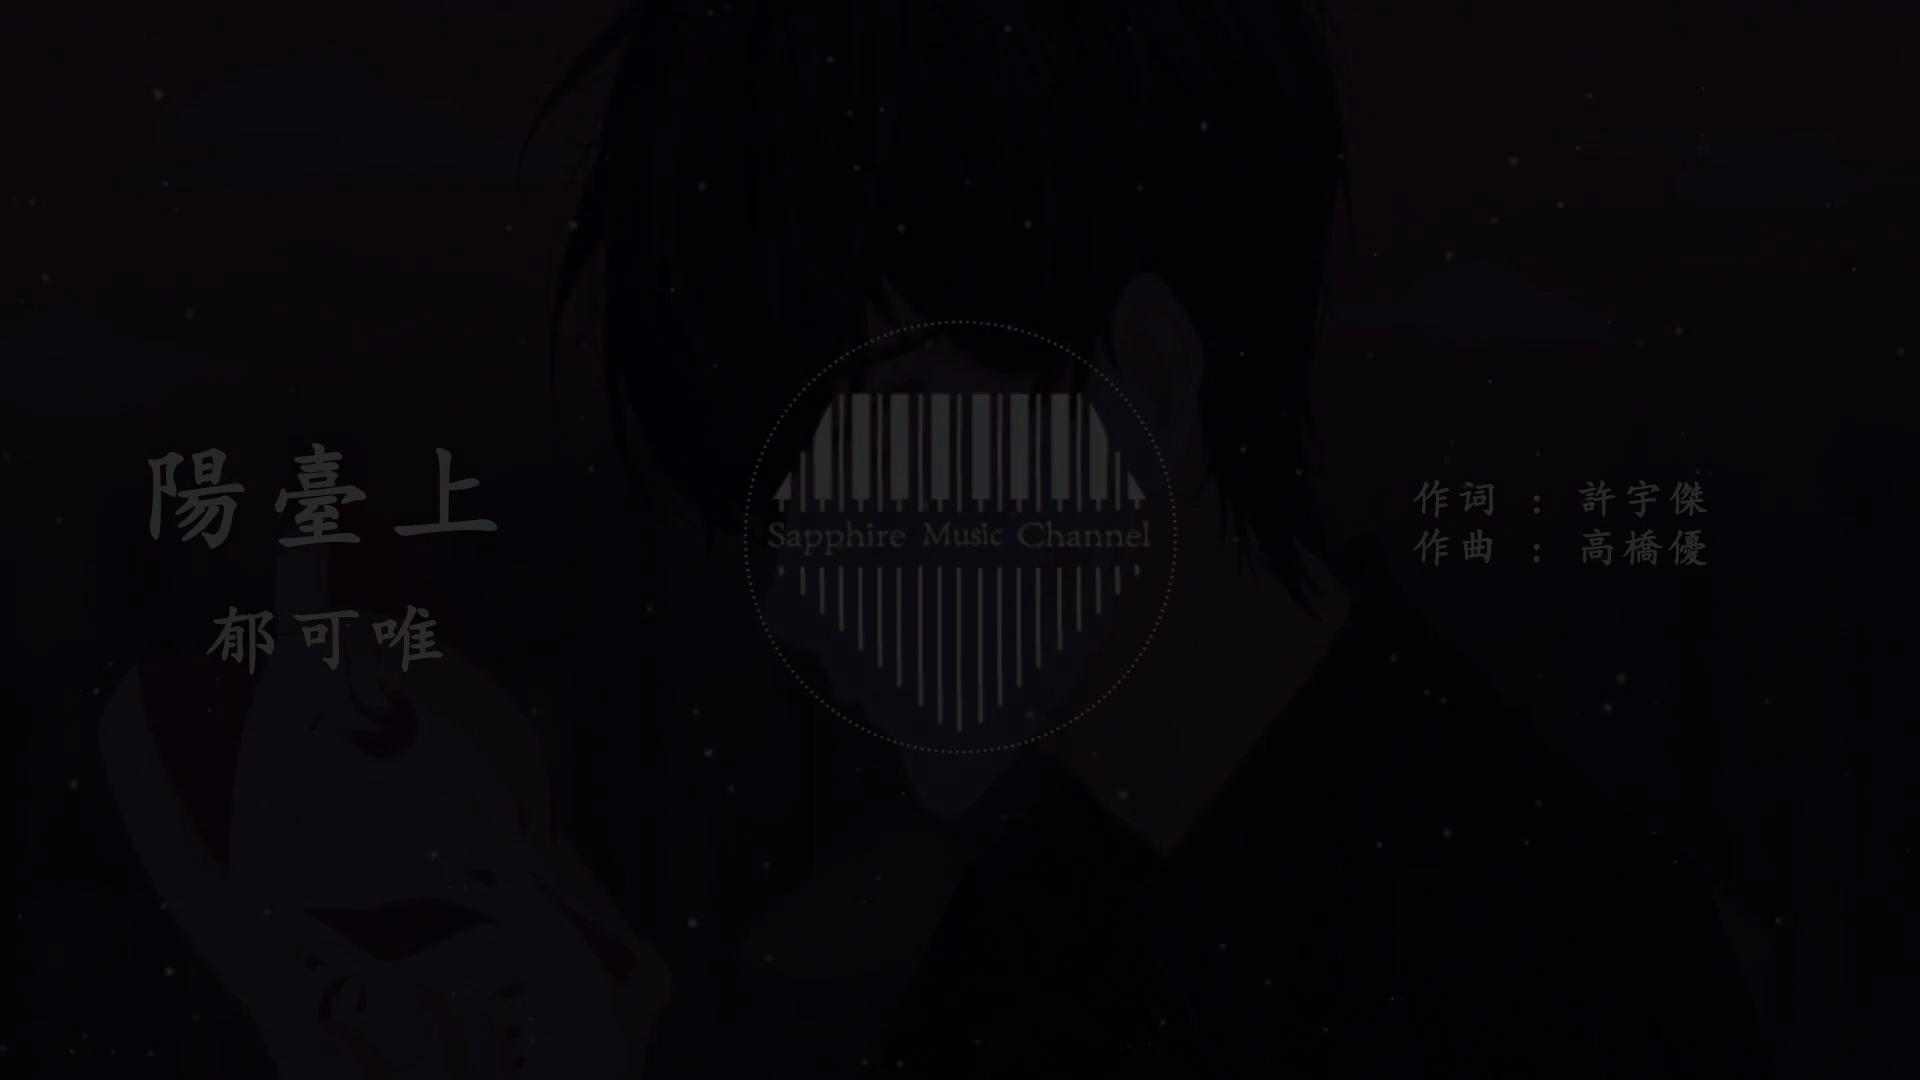 陽臺上
郁可唯
Sapphire Music Channel
作词 : 許宇傑
作曲 : 高橋優